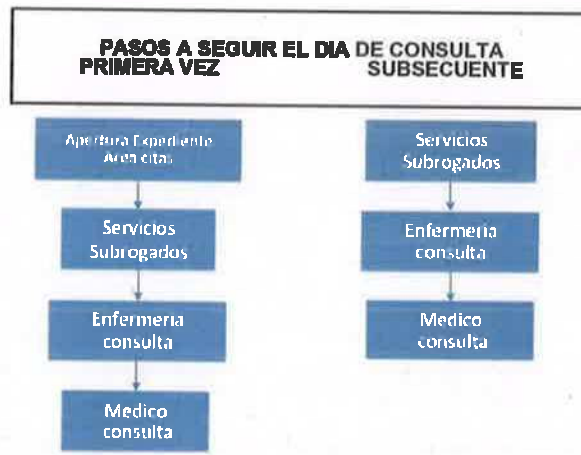 PASOS A SEGUIR EL DIA DE CONSULTA
PRIMERA VEZ SUBSECUENTE
Apertura Expediente
Area citas
Servicios
Subrogados
Enfermeria
consulta
Medico
consulta
Servicios
Subrogados
Enfermeria
consulta
Medico
consulta